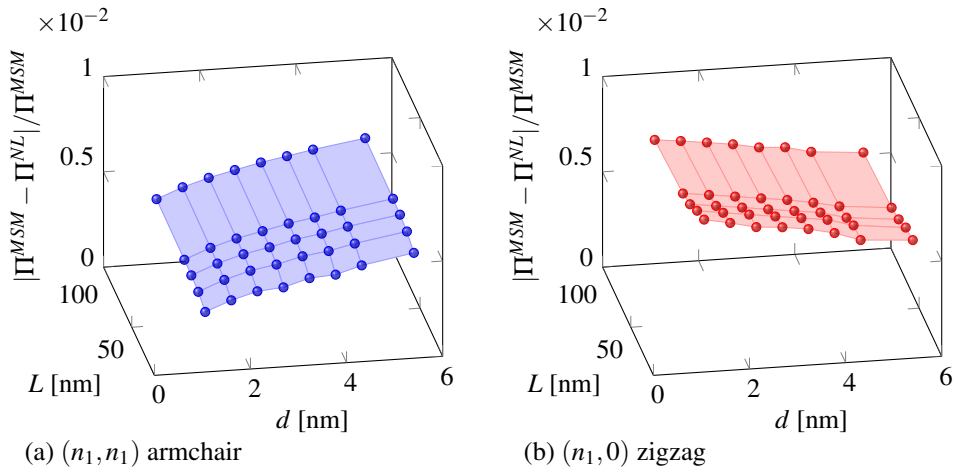 ×10⁻²
1
0.5
0
|Π^{MSM} − Π^{NL}|/Π^{MSM}
100
50
L [nm]
0
2
4
6
d [nm]
(a) (n₁,n₁) armchair
×10⁻²
1
0.5
0
|Π^{MSM} − Π^{NL}|/Π^{MSM}
100
50
L [nm]
0
2
4
6
d [nm]
(b) (n₁,0) zigzag